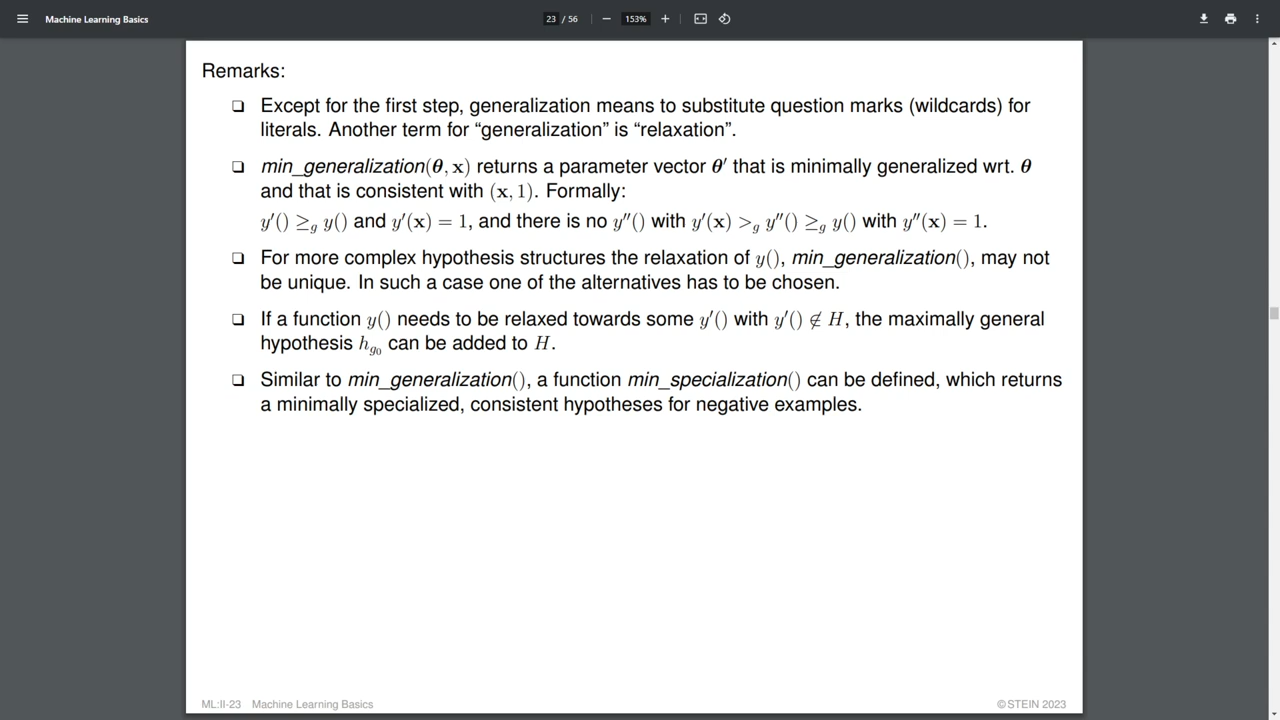 Machine Learning Basics
23 / 56
153%
Remarks:
❑ Except for the first step, generalization means to substitute question marks (wildcards) for
literals. Another term for “generalization” is “relaxation”.
❑ min_generalization(θ, x) returns a parameter vector θ′ that is minimally generalized wrt. θ
and that is consistent with (x, 1). Formally:
y′() ≥g y() and y′(x) = 1, and there is no y″() with y′(x) >g y″() ≥g y() with y″(x) = 1.
❑ For more complex hypothesis structures the relaxation of y(), min_generalization(), may not
be unique. In such a case one of the alternatives has to be chosen.
❑ If a function y() needs to be relaxed towards some y′() with y′() ∉ H, the maximally general
hypothesis hg0 can be added to H.
❑ Similar to min_generalization(), a function min_specialization() can be defined, which returns
a minimally specialized, consistent hypotheses for negative examples.
ML:II-23 Machine Learning Basics
©STEIN 2023